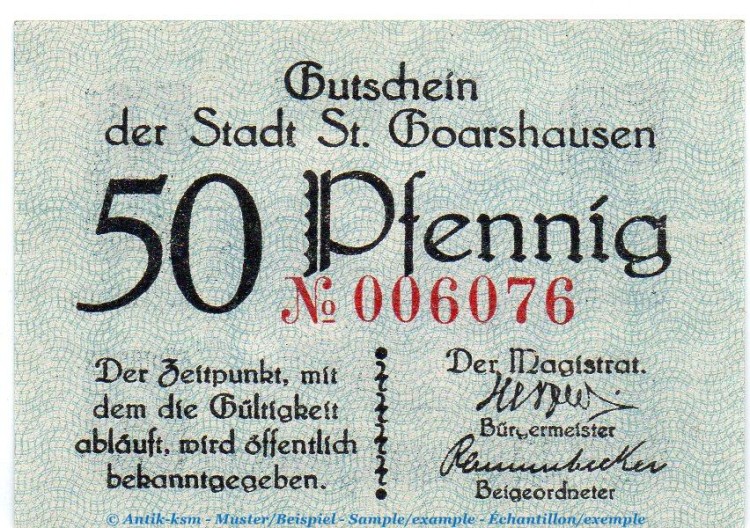 Gutschein
der Stadt St. Goarshausen
50 Pfennig
№ 006076
Der Zeitpunkt, mit
dem die Gültigkeit
abläuft, wird öffentlich
bekanntgegeben.
Der Magistrat.
Bürgermeister
Beigeordneter
© Antik-ksm - Muster/Beispiel - Sample/example - Échantillon/exemple